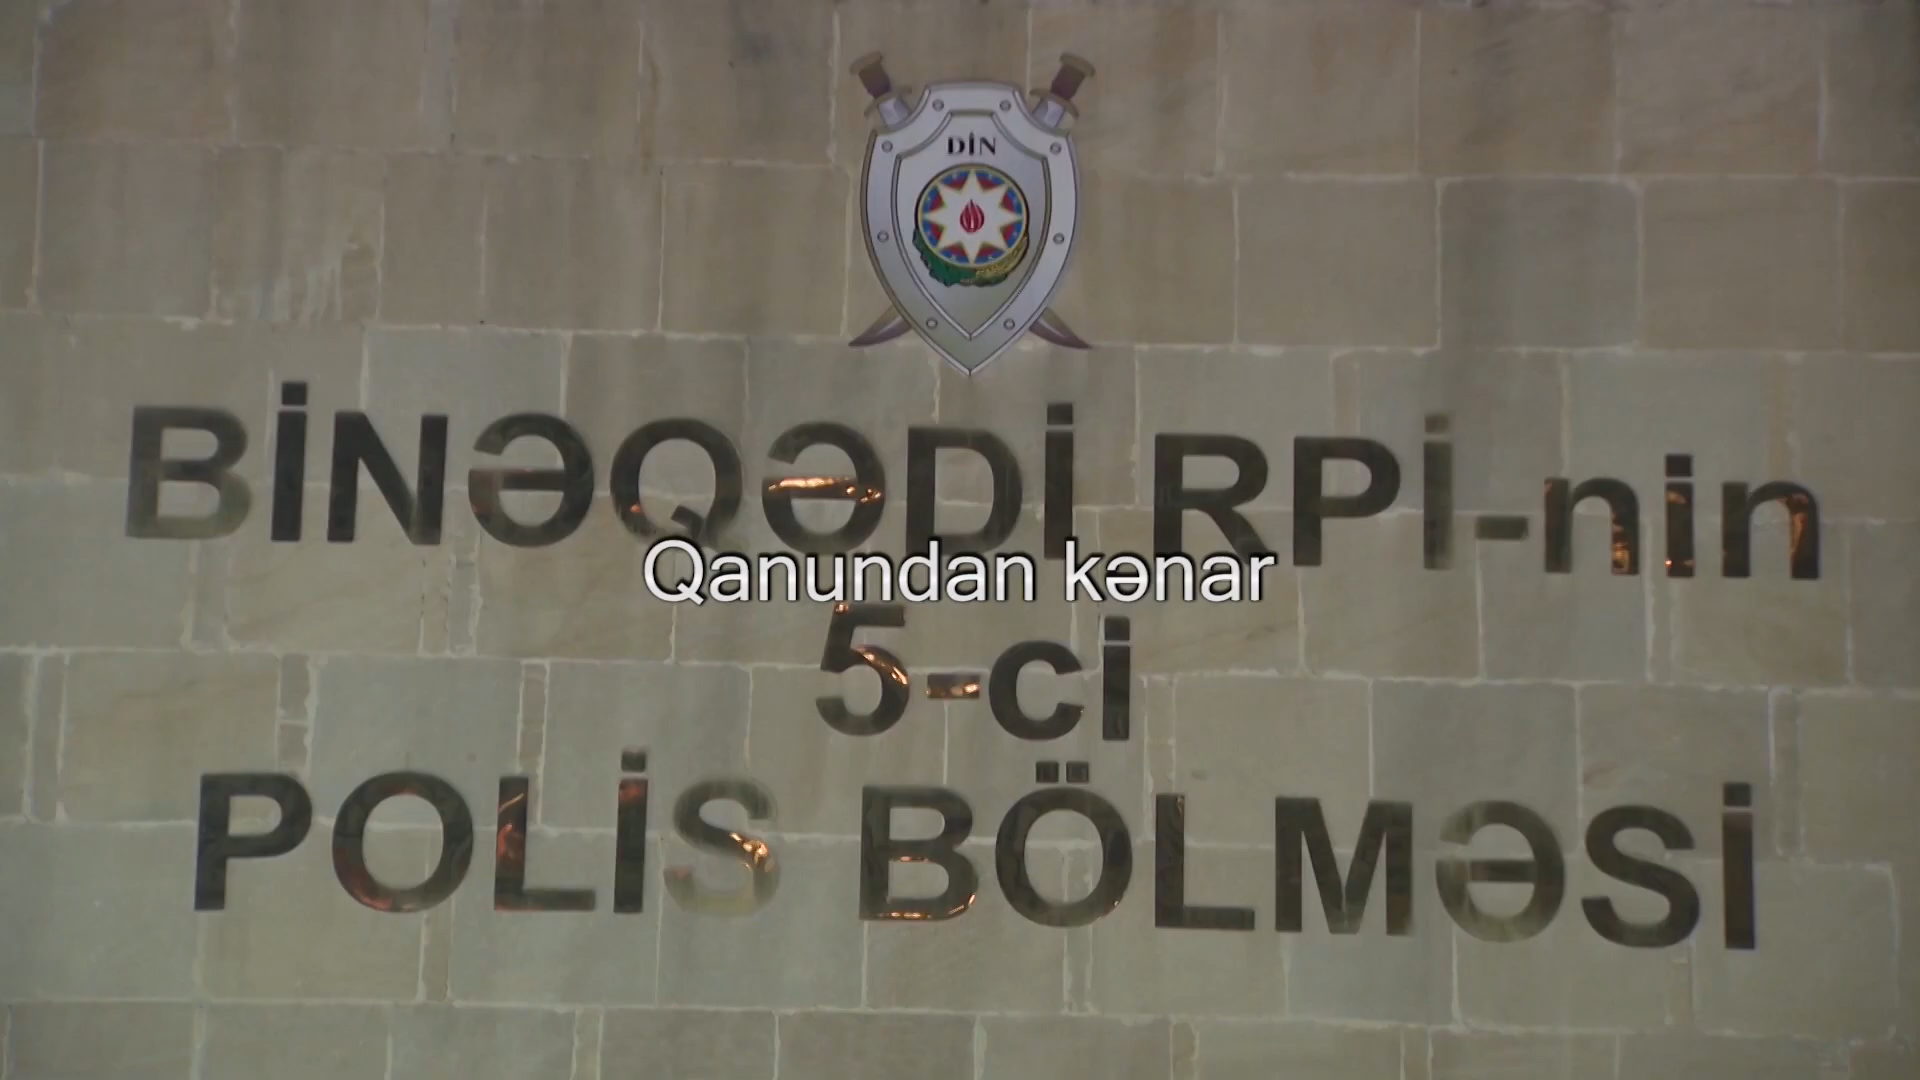 DİN
BİNƏQƏDİ RPİ-nin
Qanundan kənar
5-ci
POLİS BÖLMƏSİ